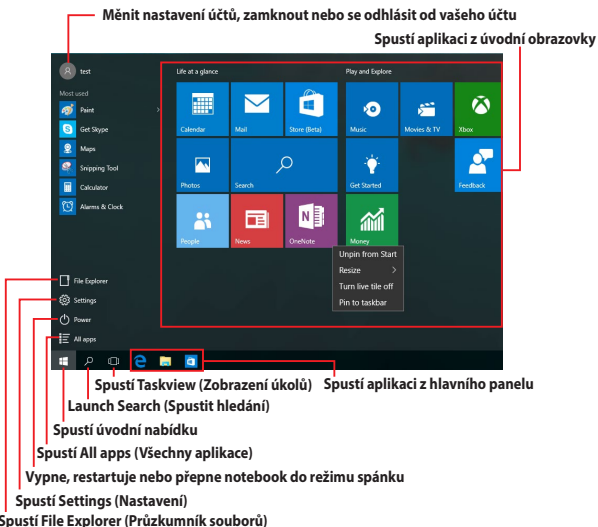 Měnit nastavení účtů, zamknout nebo se odhlásit od vašeho účtu
Spustí aplikaci z úvodní obrazovky
test
Life at a glance
Play and Explore
Most used
Paint
Get Skype
Maps
Snipping Tool
Calculator
Alarms & Clock
Calendar
Mail
Store (Beta)
Music
Movies & TV
Xbox
Photos
Search
Get Started
Feedback
People
News
OneNote
Money
Unpin from Start
Resize
Turn live tile off
Pin to taskbar
File Explorer
Settings
Power
All apps
Spustí Taskview (Zobrazení úkolů)
Spustí aplikaci z hlavního panelu
Launch Search (Spustit hledání)
Spustí úvodní nabídku
Spustí All apps (Všechny aplikace)
Vypne, restartuje nebo přepne notebook do režimu spánku
Spustí Settings (Nastavení)
Spustí File Explorer (Průzkumník souborů)